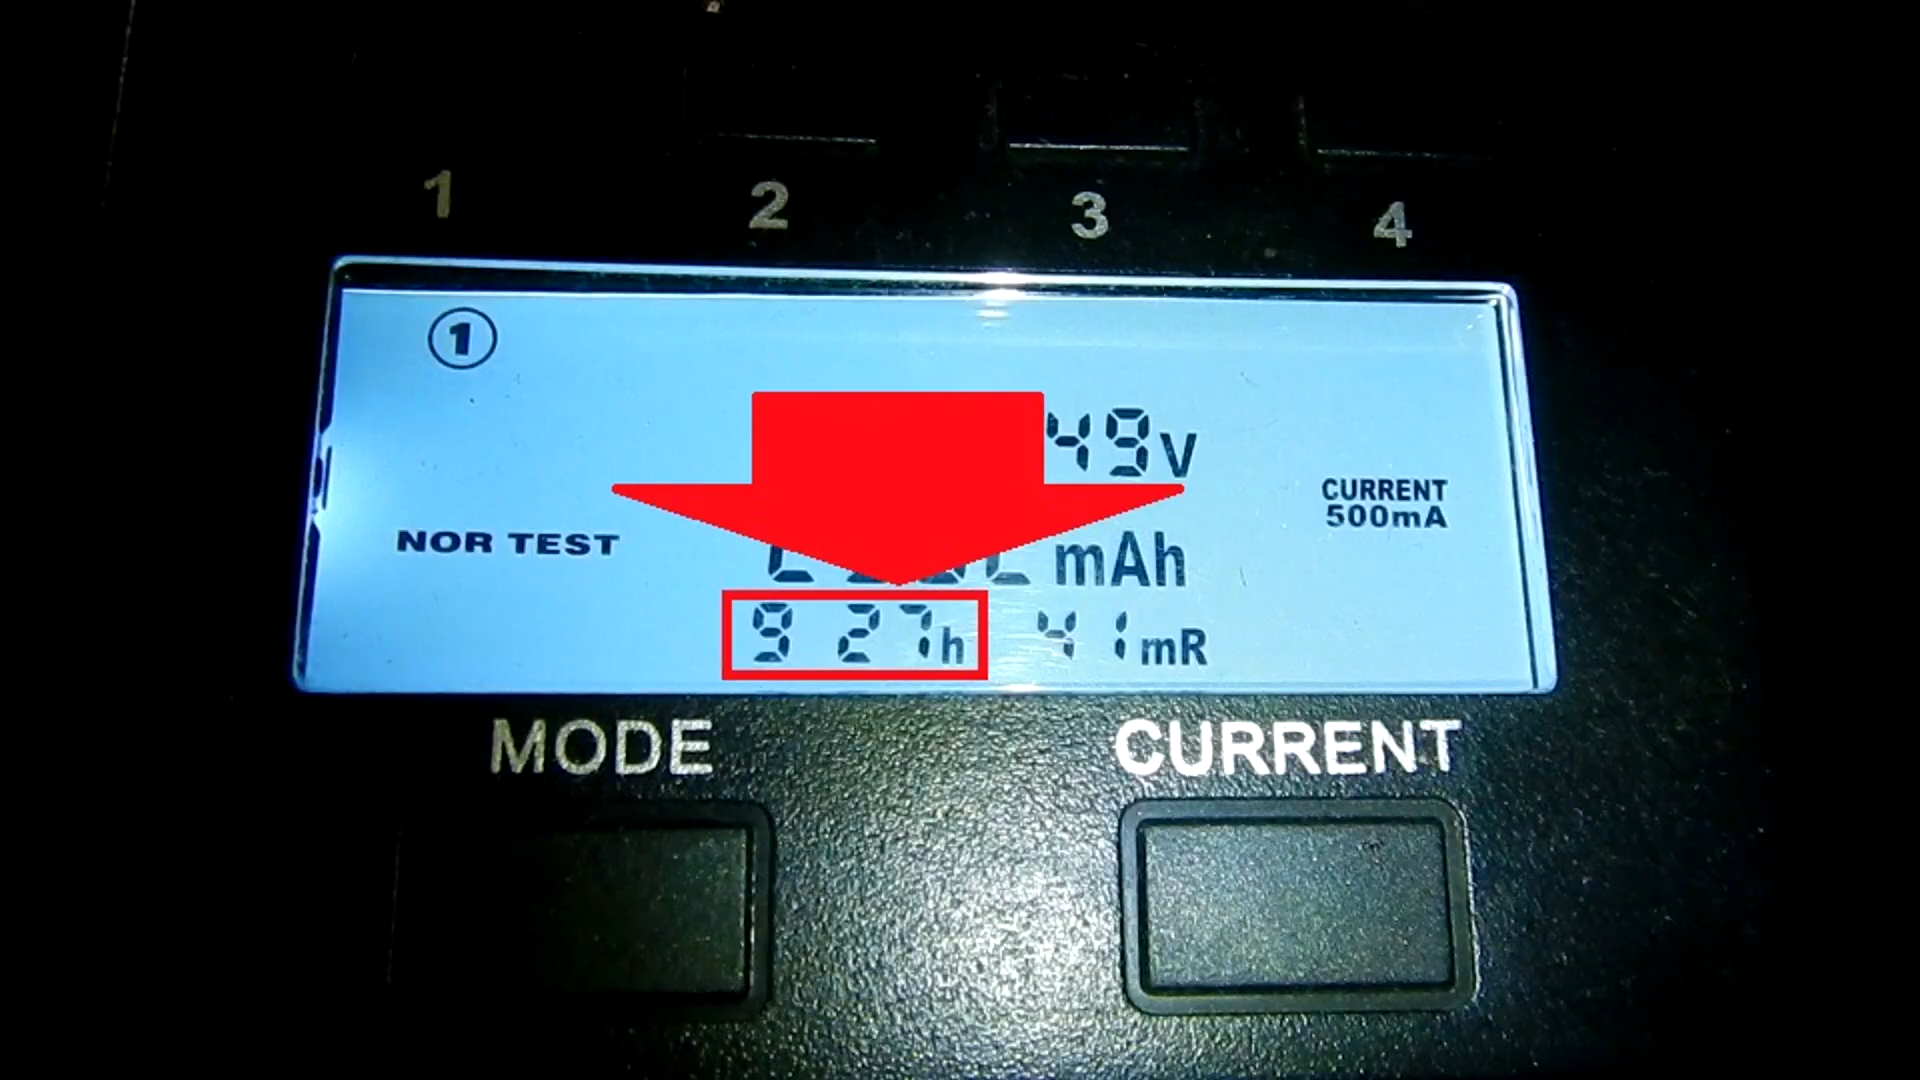 1 2 3 4
1
49V
CURRENT
500mA
NOR TEST
mAh
9 27h 41mR
MODE CURRENT